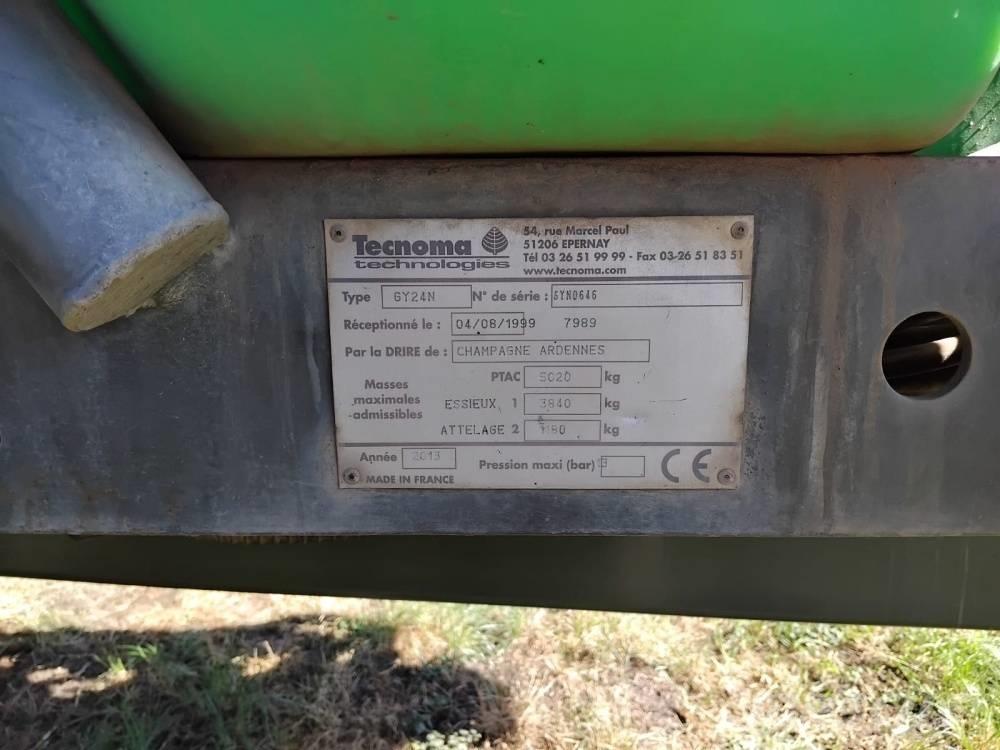 Tecnoma
technologies
54, rue Marcel Paul
51206 EPERNAY
Tél 03 26 51 99 99 - Fax 03-26 51 83 51
www.tecnoma.com
Type GY24N N° de série : GYN0646
Réceptionné le : 04/08/1999 7989
Par la DRIRE de : CHAMPAGNE ARDENNES
Masses maximales admissibles
PTAC 5020 kg
ESSIEUX 1 3840 kg
ATTELAGE 2 1180 kg
Année 2013 Pression maxi (bar) CE
MADE IN FRANCE